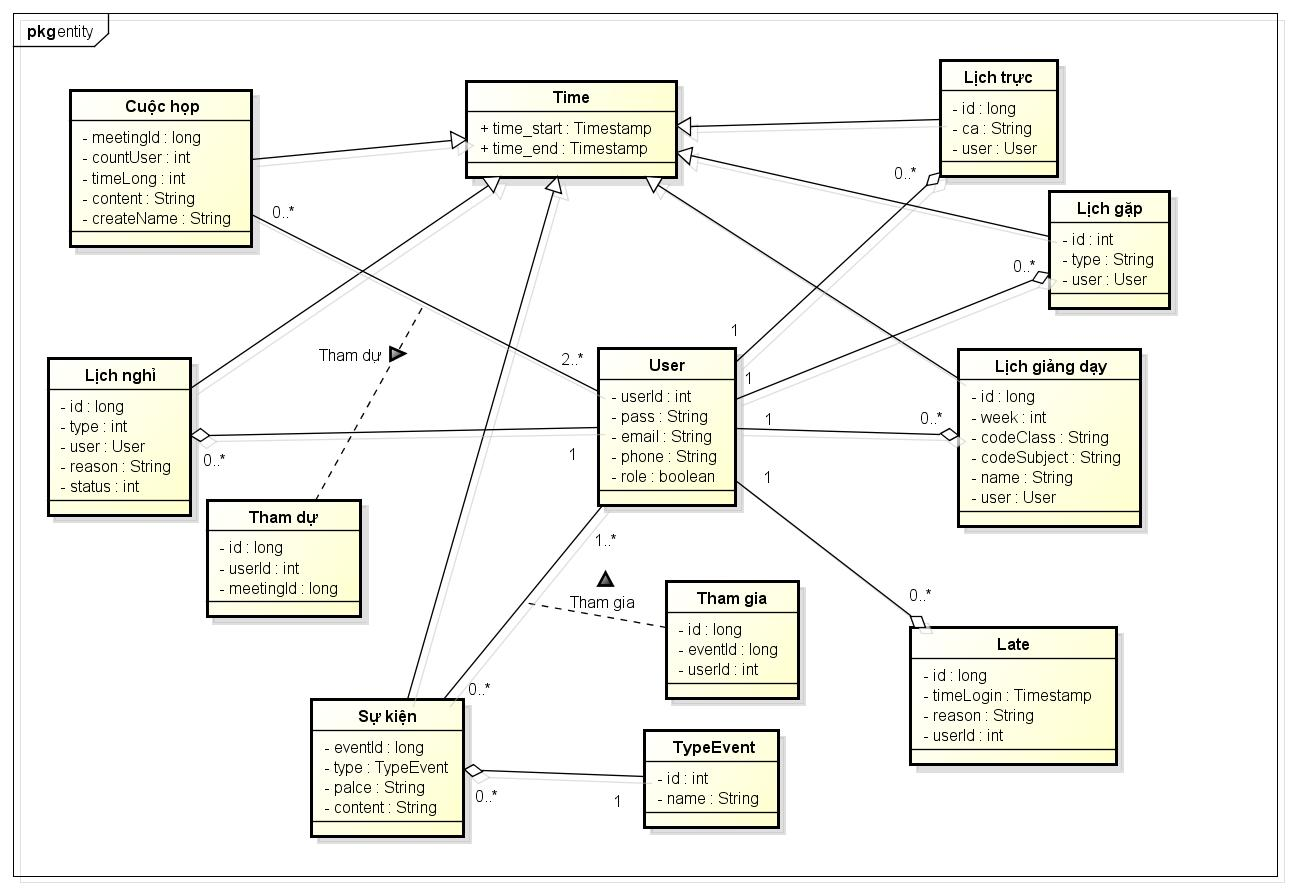 pkg entity
Cuộc họp
- meetingId : long
- countUser : int
- timeLong : int
- content : String
- createName : String
Time
+ time_start : Timestamp
+ time_end : Timestamp
Lịch trực
- id : long
- ca : String
- user : User
Lịch gặp
- id : int
- type : String
- user : User
0..*
0..*
0..*
1
Tham dự
2..*
1
Lịch nghỉ
- id : long
- type : int
- user : User
- reason : String
- status : int
User
- userId : int
- pass : String
- email : String
- phone : String
- role : boolean
Lịch giảng dạy
- id : long
- week : int
- codeClass : String
- codeSubject : String
- name : String
- user : User
1
0..*
0..*
1
1
Tham dự
- id : long
- userId : int
- meetingId : long
1..*
Tham gia
Tham gia
- id : long
- eventId : long
- userId : int
0..*
Late
- id : long
- timeLogin : Timestamp
- reason : String
- userId : int
0..*
Sự kiện
- eventId : long
- type : TypeEvent
- palce : String
- content : String
0..*
1
TypeEvent
- id : int
- name : String